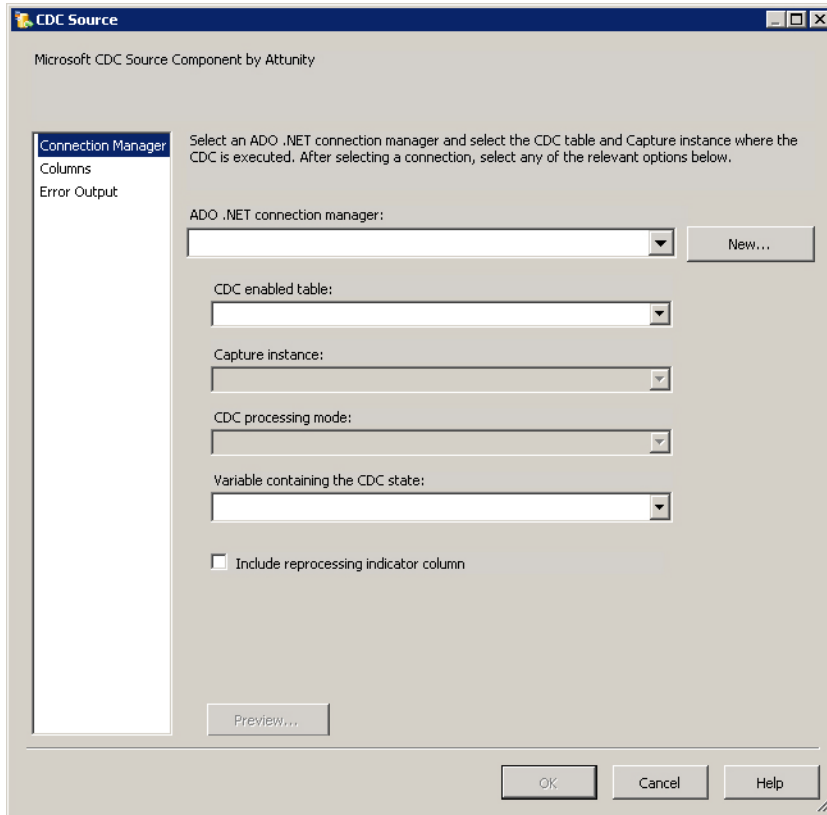 CDC Source
Microsoft CDC Source Component by Attunity
Connection Manager
Columns
Error Output
Select an ADO .NET connection manager and select the CDC table and Capture instance where the
CDC is executed. After selecting a connection, select any of the relevant options below.
ADO .NET connection manager:
New...
CDC enabled table:
Capture instance:
CDC processing mode:
Variable containing the CDC state:
Include reprocessing indicator column
Preview...
OK
Cancel
Help